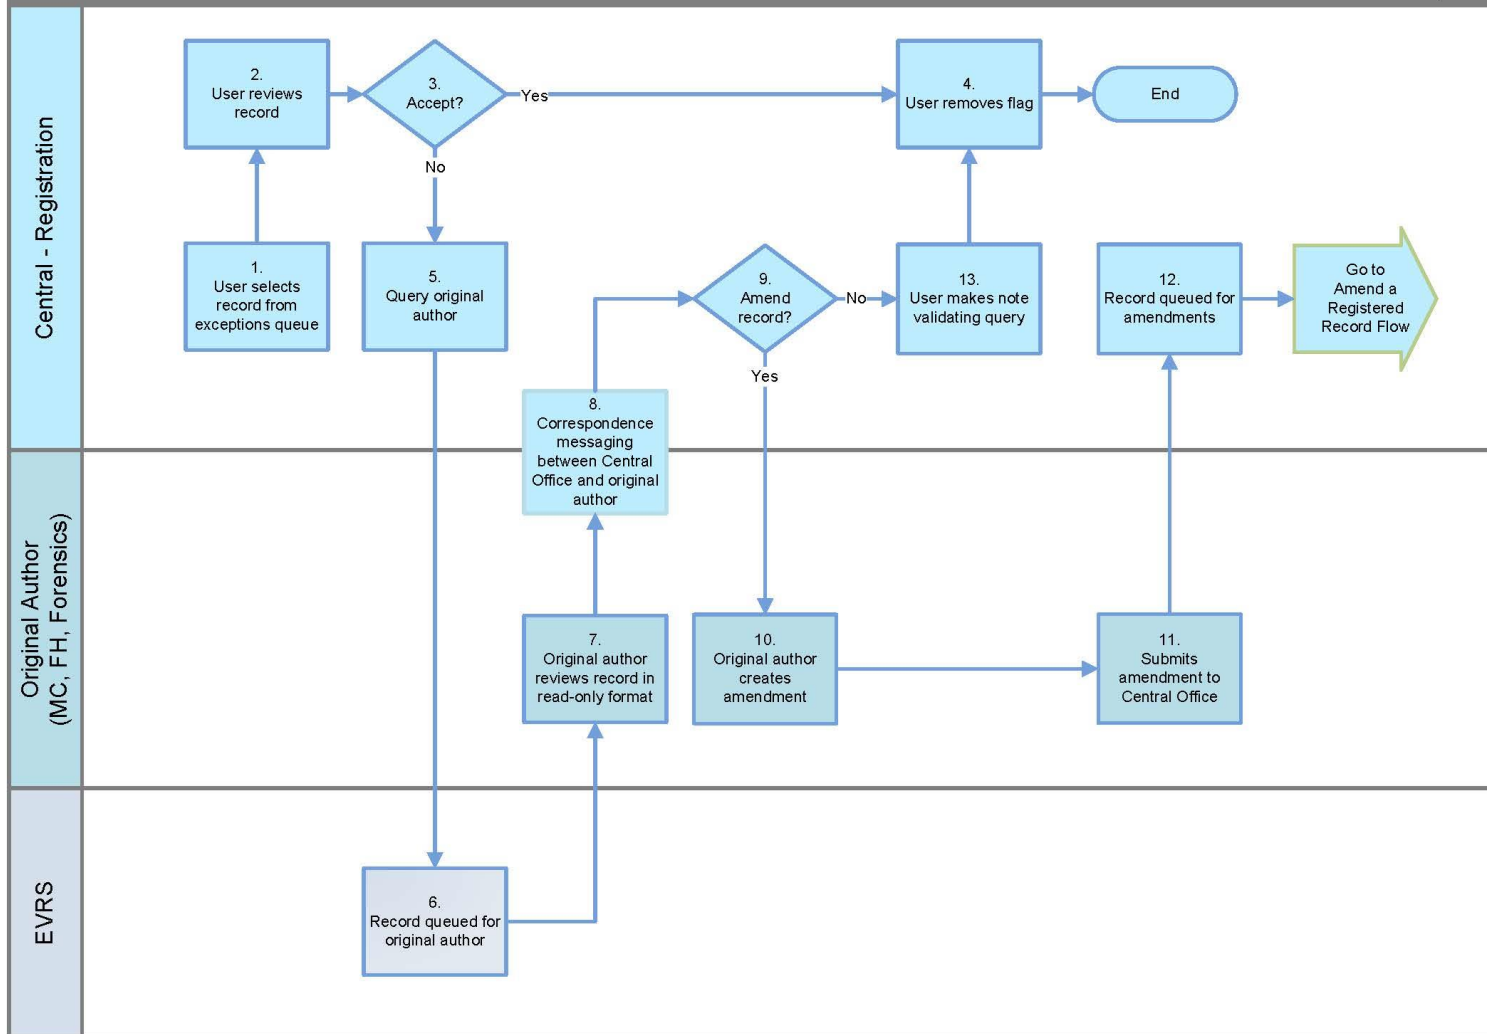 Central - Registration
2.
User reviews
record
3.
Accept?
Yes
4.
User removes flag
End
No
1.
User selects
record from
exceptions queue
5.
Query original
author
9.
Amend
record?
No
13.
User makes note
validating query
12.
Record queued for
amendments
Go to
Amend a
Registered
Record Flow
Yes
8.
Correspondence
messaging
between Central
Office and original
author
Original Author
(MC, FH, Forensics)
7.
Original author
reviews record in
read-only format
10.
Original author
creates
amendment
11.
Submits
amendment to
Central Office
EVRS
6.
Record queued for
original author